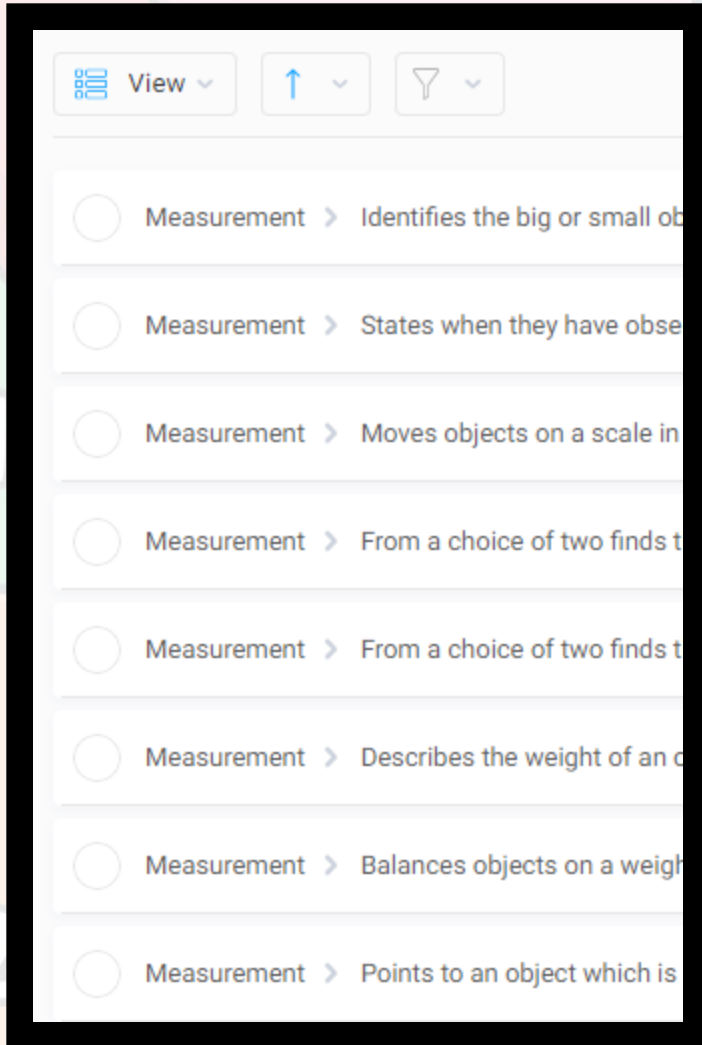 View
Measurement > Identifies the big or small ob
Measurement > States when they have obse
Measurement > Moves objects on a scale in
Measurement > From a choice of two finds t
Measurement > From a choice of two finds t
Measurement > Describes the weight of an
Measurement > Balances objects on a weigh
Measurement > Points to an object which is